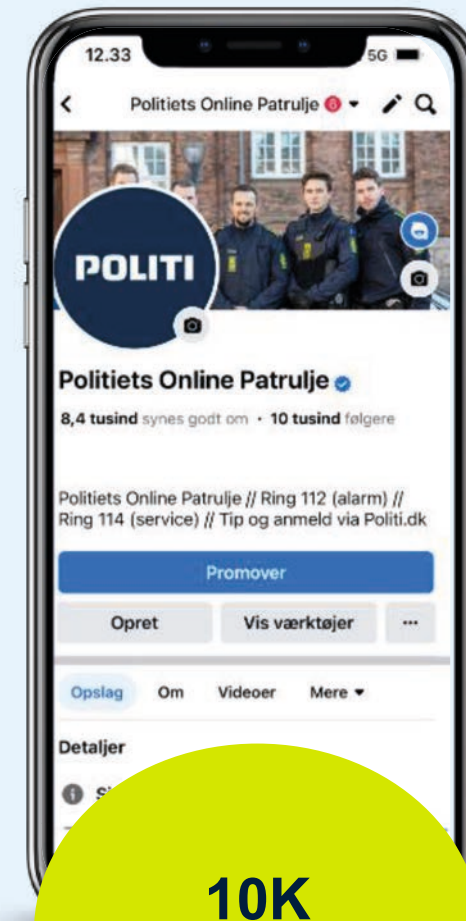 12.33
5G
Politiets Online Patrulje 6
POLITI
Politiets Online Patrulje
8,4 tusind synes godt om · 10 tusind følgere
Politiets Online Patrulje // Ring 112 (alarm) //
Ring 114 (service) // Tip og anmeld via Politi.dk
Promover
Opret
Vis værktøjer
...
Opslag
Om
Videoer
Mere
Detaljer
10K